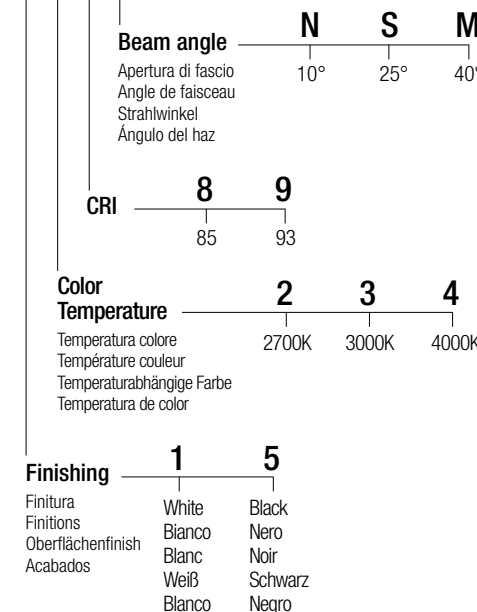 N S M
Beam angle
10° 25° 40°
Apertura di fascio
Angle de faisceau
Strahlwinkel
Ángulo del haz
8 9
CRI
85 93
Color
Temperature
2 3 4
2700K 3000K 4000K
Temperatura colore
Température couleur
Temperaturabhängige Farbe
Temperatura de color
1 5
Finishing
Finitura
Finitions
Oberflächenfinish
Acabados
White Black
Bianco Nero
Blanc Noir
Weiß Schwarz
Blanco Negro